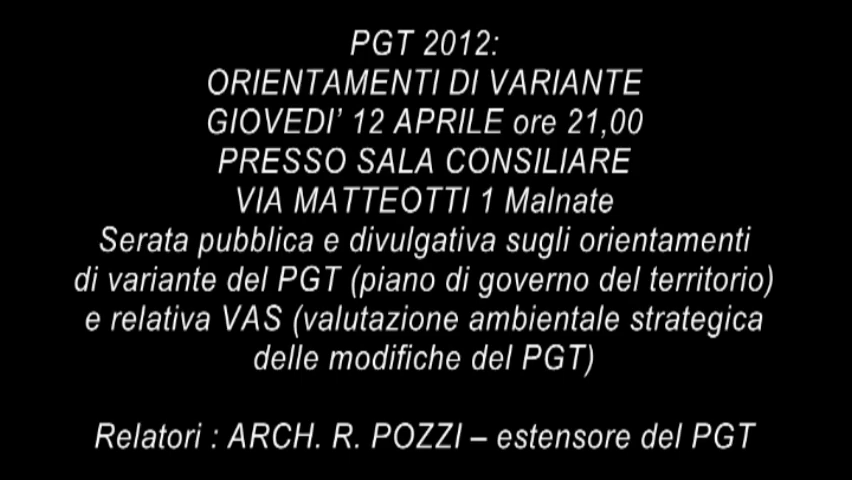 PGT 2012:
ORIENTAMENTI DI VARIANTE
GIOVEDI' 12 APRILE ore 21,00
PRESSO SALA CONSILIARE
VIA MATTEOTTI 1 Malnate
Serata pubblica e divulgativa sugli orientamenti
di variante del PGT (piano di governo del territorio)
e relativa VAS (valutazione ambientale strategica
delle modifiche del PGT)
Relatori : ARCH. R. POZZI – estensore del PGT